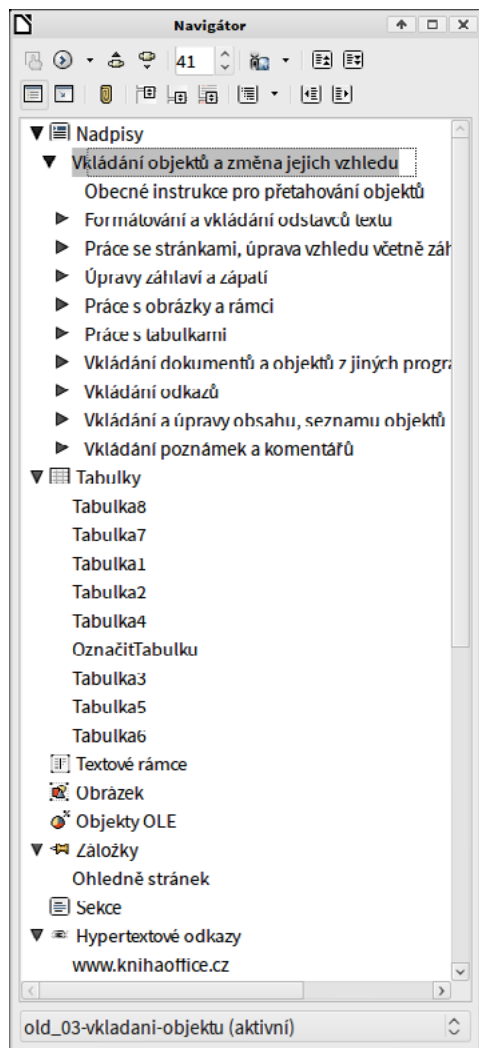 Navigátor
41
Nadpisy
Vkládání objektů a změna jejich vzhledu
Obecné instrukce pro přetahování objektů
Formátování a vkládání odstavců textu
Práce se stránkami, úprava vzhledu včetně záh
Úpravy záhlaví a zápatí
Práce s obrázky a rámci
Práce s tabulkami
Vkládání dokumentů a objektů z jiných progra
Vkládání odkazů
Vkládání a úpravy obsahu, seznamu objektů
Vkládání poznámek a komentářů
Tabulky
Tabulka8
Tabulka7
Tabulka1
Tabulka2
Tabulka4
OznačitTabulku
Tabulka3
Tabulka5
Tabulka6
Textové rámce
Obrázek
Objekty OLE
Záložky
Ohledně stránek
Sekce
Hypertextové odkazy
www.knihaoffice.cz
old_03-vkladani-objektu (aktivní)